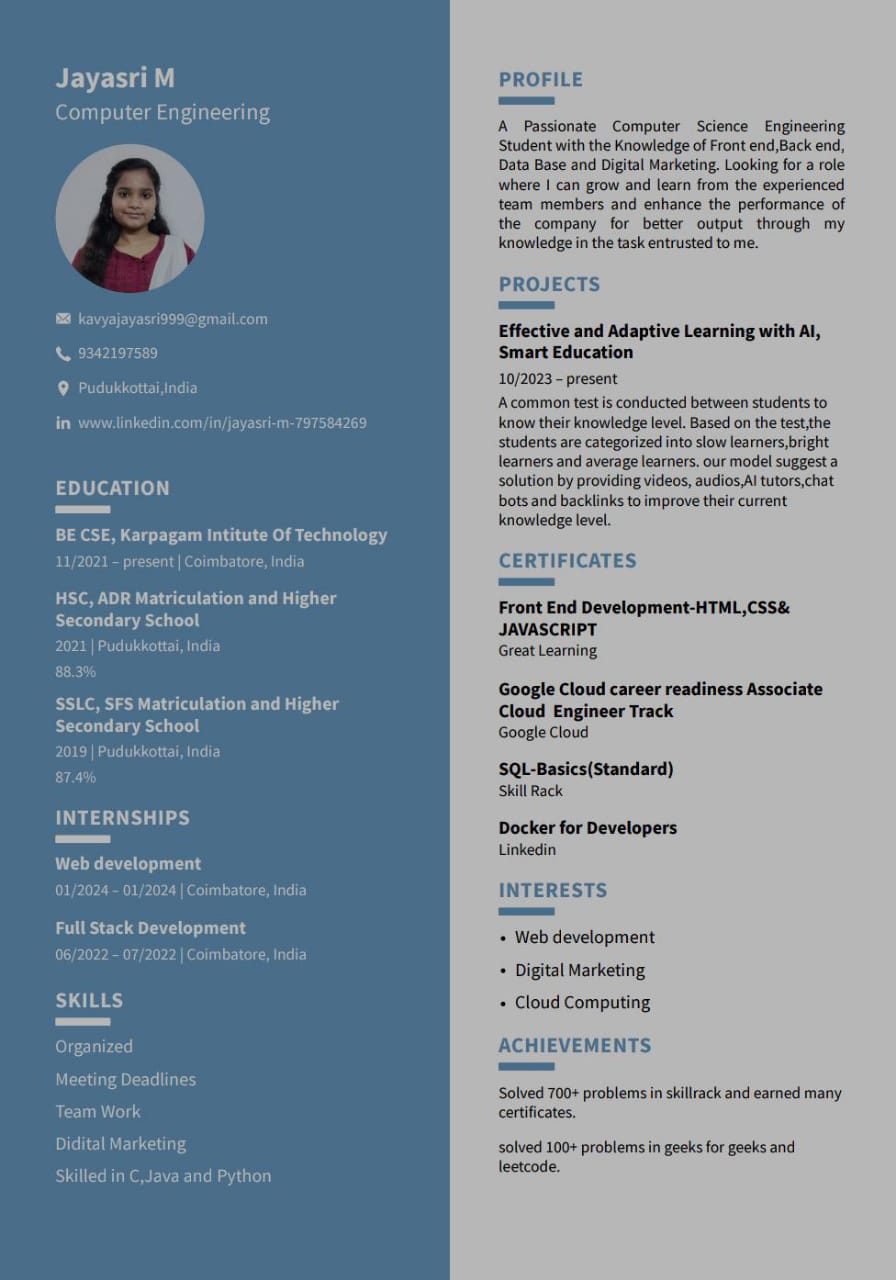 Jayasri M
Computer Engineering
kavyajayasri999@gmail.com
9342197589
Pudukkottai,India
www.linkedin.com/in/jayasri-m-797584269
EDUCATION
BE CSE, Karpagam Intitute Of Technology
11/2021 – present | Coimbatore, India
HSC, ADR Matriculation and Higher
Secondary School
2021 | Pudukkottai, India
88.3%
SSLC, SFS Matriculation and Higher
Secondary School
2019 | Pudukkottai, India
87.4%
INTERNSHIPS
Web development
01/2024 – 01/2024 | Coimbatore, India
Full Stack Development
06/2022 – 07/2022 | Coimbatore, India
SKILLS
Organized
Meeting Deadlines
Team Work
Didital Marketing
Skilled in C,Java and Python
PROFILE
A Passionate Computer Science Engineering
Student with the Knowledge of Front end,Back end,
Data Base and Digital Marketing. Looking for a role
where I can grow and learn from the experienced
team members and enhance the performance of
the company for better output through my
knowledge in the task entrusted to me.
PROJECTS
Effective and Adaptive Learning with AI,
Smart Education
10/2023 – present
A common test is conducted between students to
know their knowledge level. Based on the test,the
students are categorized into slow learners,bright
learners and average learners. our model suggest a
solution by providing videos, audios,AI tutors,chat
bots and backlinks to improve their current
knowledge level.
CERTIFICATES
Front End Development-HTML,CSS&
JAVASCRIPT
Great Learning
Google Cloud career readiness Associate
Cloud  Engineer Track
Google Cloud
SQL-Basics(Standard)
Skill Rack
Docker for Developers
Linkedin
INTERESTS
• Web development
• Digital Marketing
• Cloud Computing
ACHIEVEMENTS
Solved 700+ problems in skillrack and earned many
certificates.
solved 100+ problems in geeks for geeks and
leetcode.